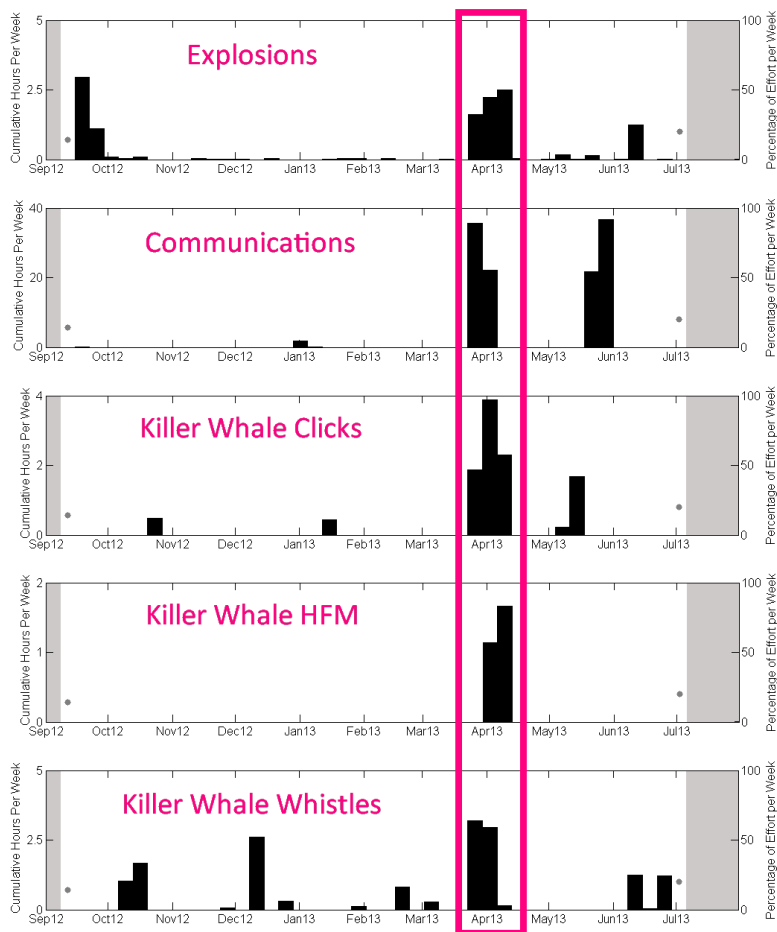 Explosions
Cumulative Hours Per Week
5
2.5
0
100
50
0
Percentage of Effort per Week
Sep12 Oct12 Nov12 Dec12 Jan13 Feb13 Mar13 Apr13 May13 Jun13 Jul13
Communications
Cumulative Hours Per Week
40
20
0
100
50
0
Percentage of Effort per Week
Sep12 Oct12 Nov12 Dec12 Jan13 Feb13 Mar13 Apr13 May13 Jun13 Jul13
Killer Whale Clicks
Cumulative Hours Per Week
4
2
0
100
50
0
Percentage of Effort per Week
Sep12 Oct12 Nov12 Dec12 Jan13 Feb13 Mar13 Apr13 May13 Jun13 Jul13
Killer Whale HFM
Cumulative Hours Per Week
2
1
0
100
50
0
Percentage of Effort per Week
Sep12 Oct12 Nov12 Dec12 Jan13 Feb13 Mar13 Apr13 May13 Jun13 Jul13
Killer Whale Whistles
Cumulative Hours Per Week
5
2.5
0
100
50
0
Percentage of Effort per Week
Sep12 Oct12 Nov12 Dec12 Jan13 Feb13 Mar13 Apr13 May13 Jun13 Jul13